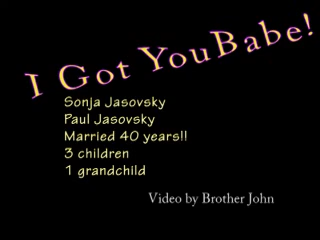 I Got YouBabe!
Sonja Jasovsky
Paul Jasovsky
Married 40 years!!
3 children
1 grandchild
Video by Brother John